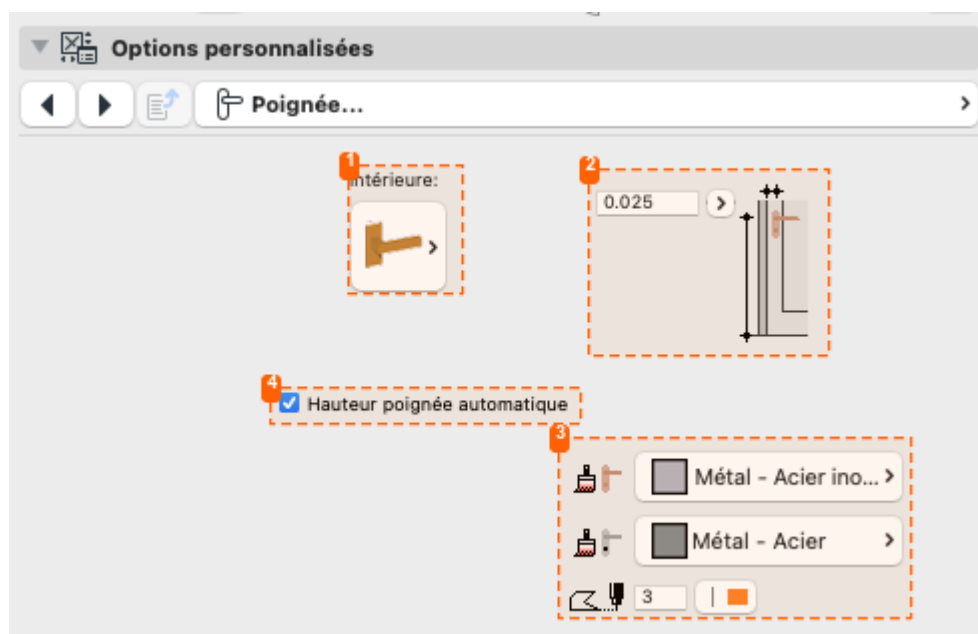 Options personnalisées
Poignée...
1
Intérieure:
2
0.025
4
Hauteur poignée automatique
3
Métal - Acier ino...
Métal - Acier
3